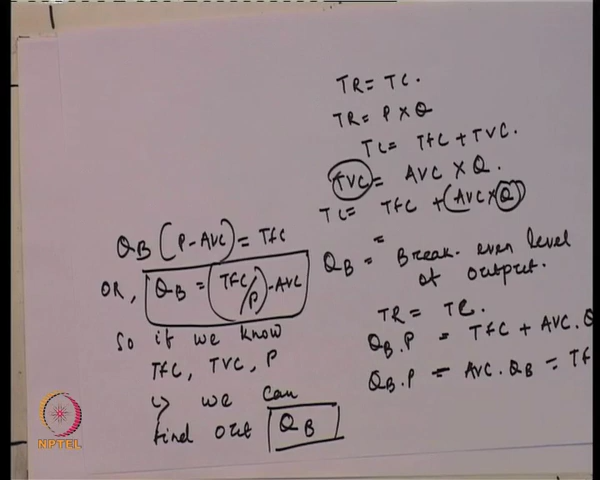 TR = TC.
TR = P X Q
TC = TFC + TVC.
TVC = AVC X Q.
TC = TFC + (AVC X Q)
=
QB = Break-even level of output.
TR = TC.
QB.P = TFC + AVC.Q
QB.P = AVC.QB = TF
QB (P-AVC) = TFC
OR, QB = (TFC/P) - AVC
So if we know
TFC, TVC, P
↳ we can
find out QB
NPTEL